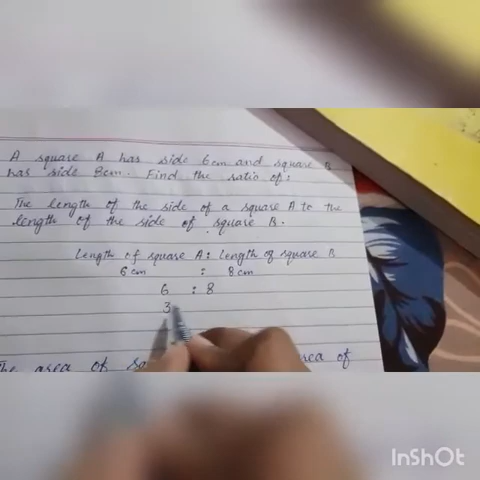 A square A has side 6cm and square B
has side 8cm. Find the ratio of:
The length of the side of a square A to the
length of the side of square B.
Length of square A : Length of square B
6 cm : 8 cm
6 : 8
3
The area of area of
InShOt